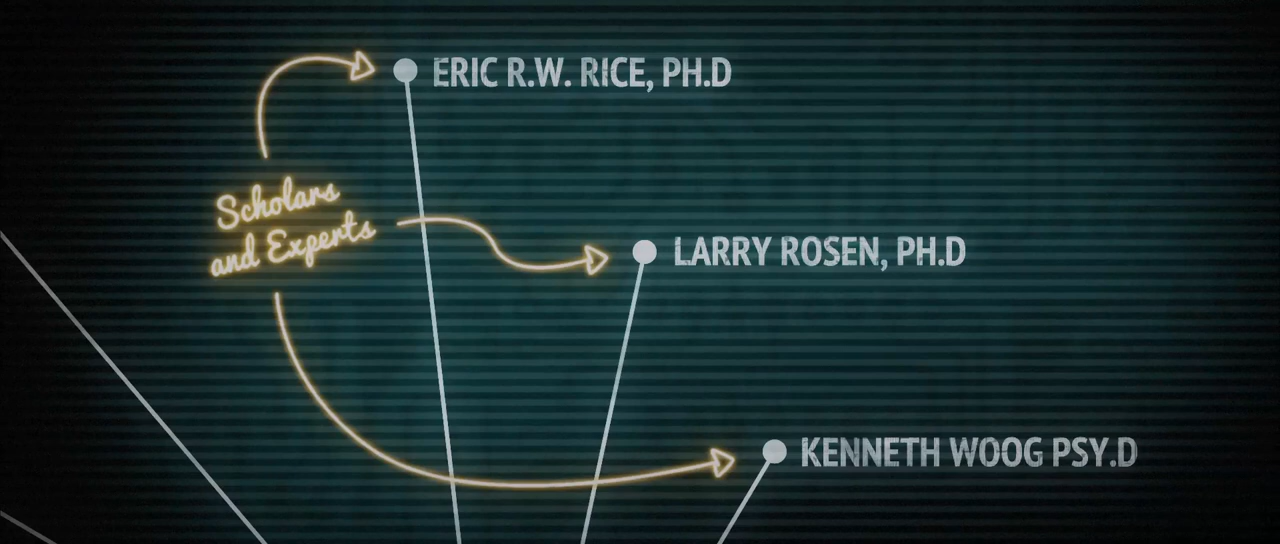 ERIC R.W. RICE, PH.D
Scholars
and Experts
LARRY ROSEN, PH.D
KENNETH WOOG PSY.D